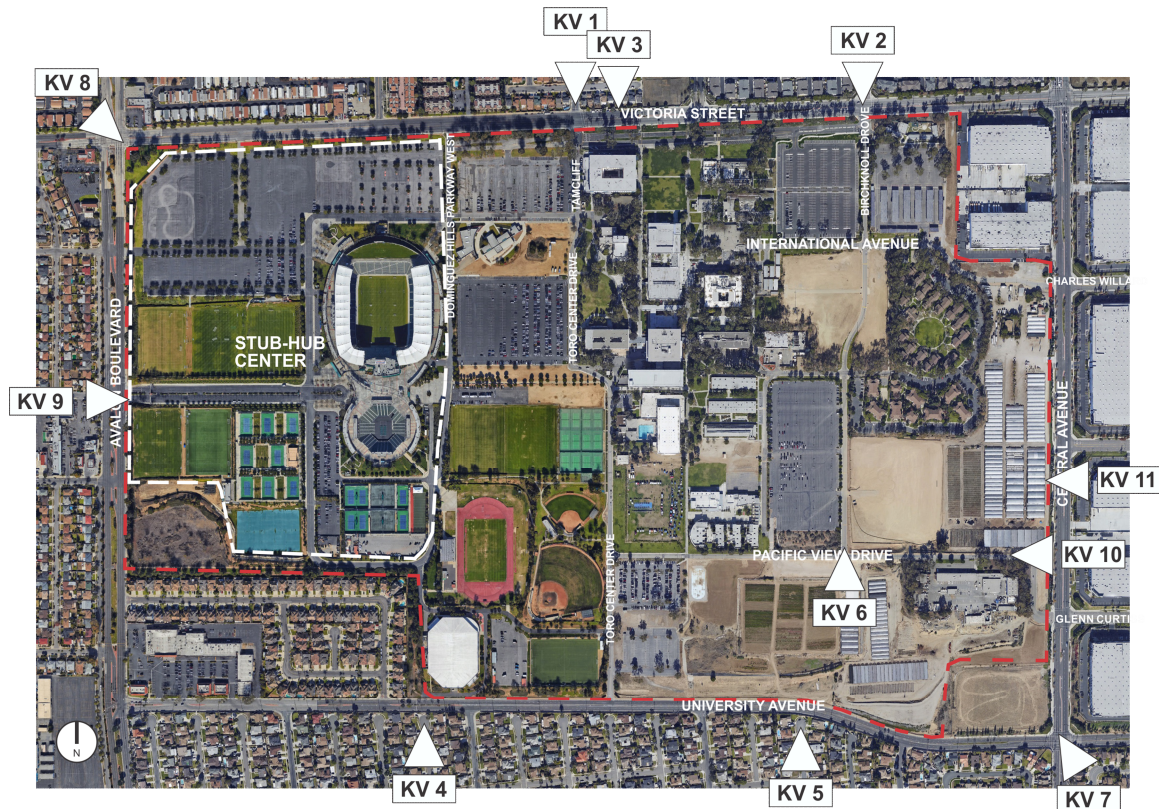 KV 1
KV 3
KV 2
KV 8
VICTORIA STREET
DOMINGUEZ HILLS PARKWAY WEST
TAMCLIFF
BIRCHKNOLL DROVE
INTERNATIONAL AVENUE
CHARLES WILLA
TORO CENTER DRIVE
STUB-HUB
CENTER
AVALON BOULEVARD
KV 9
CENTRAL AVENUE
KV 11
PACIFIC VIEW DRIVE
KV 10
TORO CENTER DRIVE
KV 6
GLENN CURTI
UNIVERSITY AVENUE
N
KV 4
KV 5
KV 7